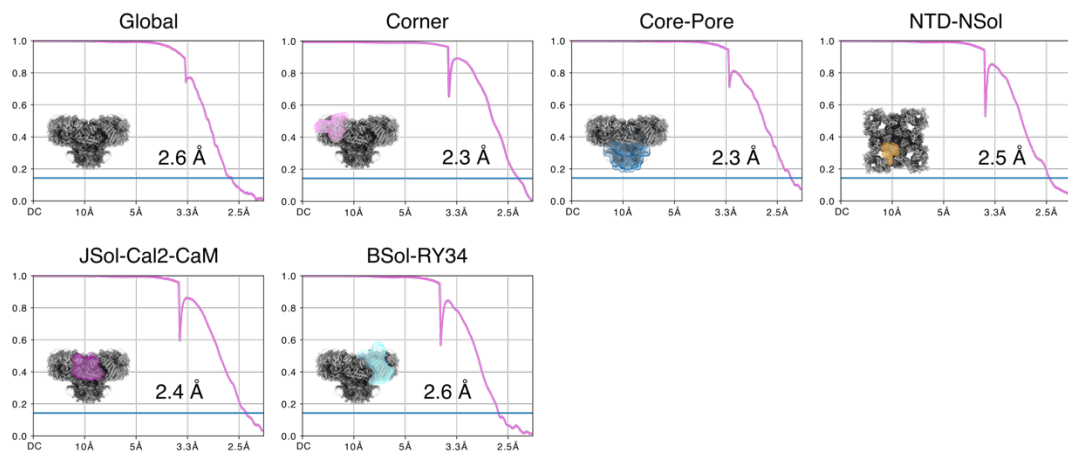 Global Corner Core-Pore NTD-NSol
1.0 1.0 1.0 1.0
0.8 0.8 0.8 0.8
0.6 0.6 0.6 0.6
0.4 0.4 0.4 0.4
2.6 Å 2.3 Å 2.3 Å 2.5 Å
0.2 0.2 0.2 0.2
0.0 0.0 0.0 0.0
DC 10Å 5Å 3.3Å 2.5Å DC 10Å 5Å 3.3Å 2.5Å DC 10Å 5Å 3.3Å 2.5Å DC 10Å 5Å 3.3Å 2.5Å
JSol-Cal2-CaM BSol-RY34
1.0 1.0
0.8 0.8
0.6 0.6
0.4 0.4
2.4 Å 2.6 Å
0.2 0.2
0.0 0.0
DC 10Å 5Å 3.3Å 2.5Å DC 10Å 5Å 3.3Å 2.5Å